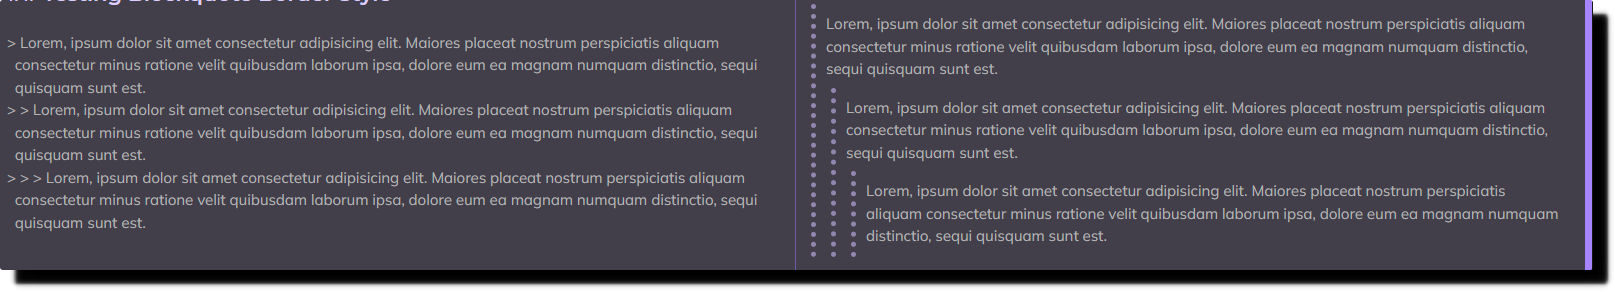 ### Testing Blockquote Border Style
> Lorem, ipsum dolor sit amet consectetur adipisicing elit. Maiores placeat nostrum perspiciatis aliquam
consectetur minus ratione velit quibusdam laborum ipsa, dolore eum ea magnam numquam distinctio, sequi
quisquam sunt est.
> > Lorem, ipsum dolor sit amet consectetur adipisicing elit. Maiores placeat nostrum perspiciatis aliquam
consectetur minus ratione velit quibusdam laborum ipsa, dolore eum ea magnam numquam distinctio, sequi
quisquam sunt est.
> > > Lorem, ipsum dolor sit amet consectetur adipisicing elit. Maiores placeat nostrum perspiciatis aliquam
consectetur minus ratione velit quibusdam laborum ipsa, dolore eum ea magnam numquam distinctio, sequi
quisquam sunt est.
Lorem, ipsum dolor sit amet consectetur adipisicing elit. Maiores placeat nostrum perspiciatis aliquam
consectetur minus ratione velit quibusdam laborum ipsa, dolore eum ea magnam numquam distinctio,
sequi quisquam sunt est.
Lorem, ipsum dolor sit amet consectetur adipisicing elit. Maiores placeat nostrum perspiciatis aliquam
consectetur minus ratione velit quibusdam laborum ipsa, dolore eum ea magnam numquam distinctio,
sequi quisquam sunt est.
Lorem, ipsum dolor sit amet consectetur adipisicing elit. Maiores placeat nostrum perspiciatis
aliquam consectetur minus ratione velit quibusdam laborum ipsa, dolore eum ea magnam numquam
distinctio, sequi quisquam sunt est.